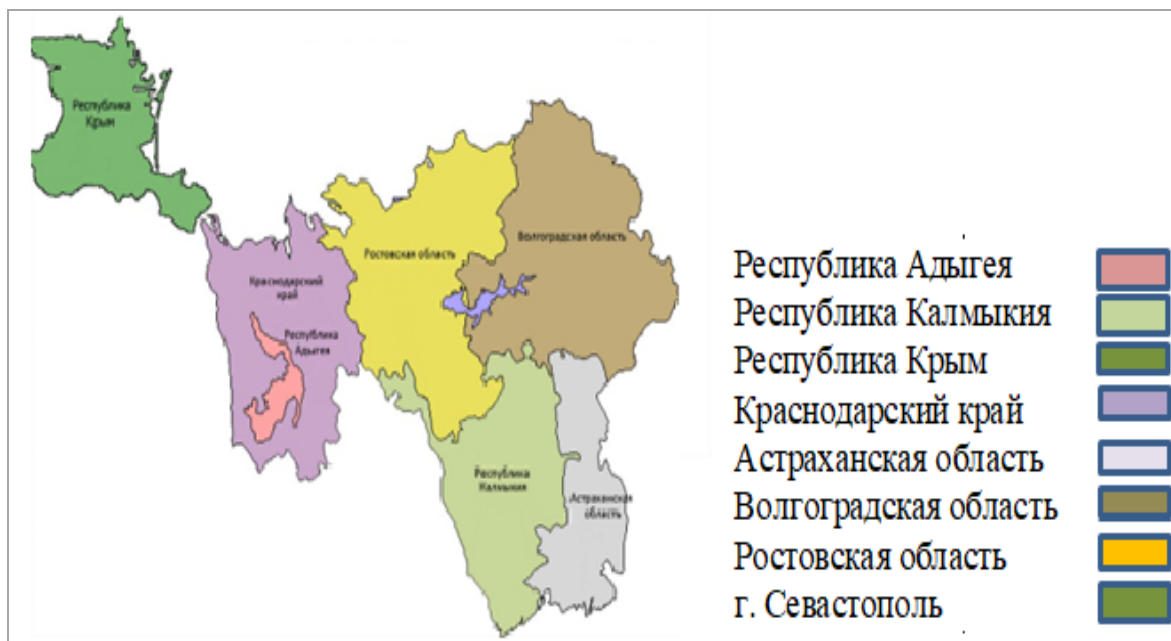 Республика
Крым
Волгоградская область
Ростовская область
Краснодарский
край
Республика
Адыгея
Республика
Калмыкия
Астраханская
область
Республика Адыгея
Республика Калмыкия
Республика Крым
Краснодарский край
Астраханская область
Волгоградская область
Ростовская область
г. Севастополь